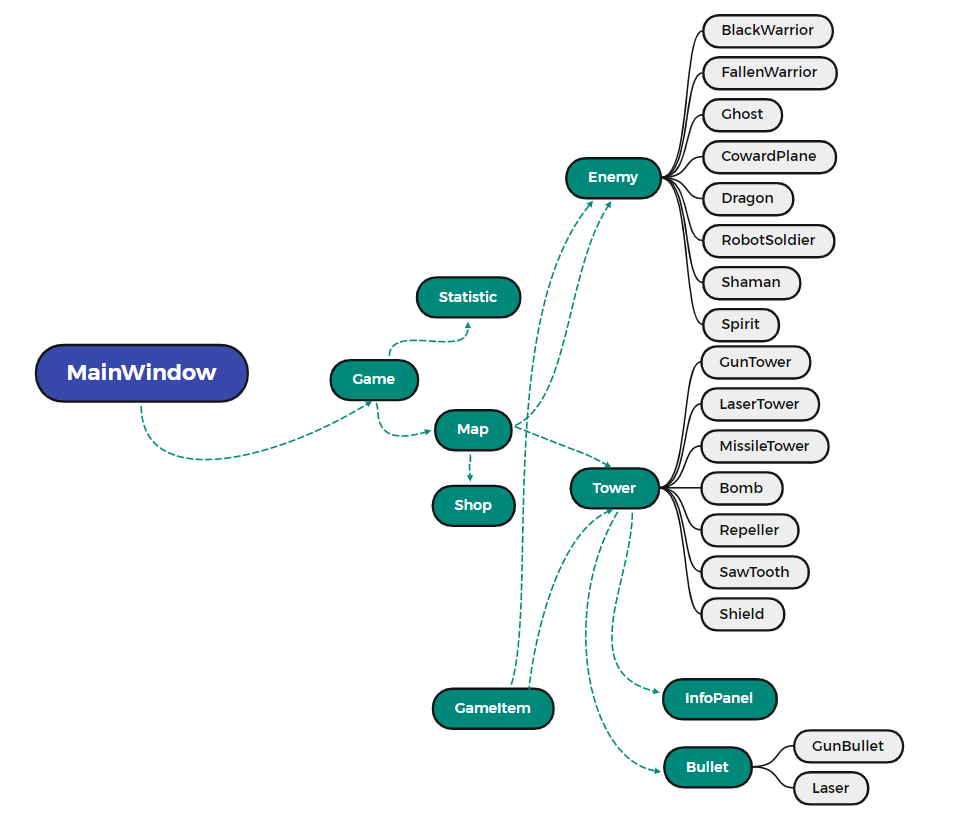 MainWindow
Game
Statistic
Map
Shop
GameItem
Enemy
BlackWarrior
FallenWarrior
Ghost
CowardPlane
Dragon
RobotSoldier
Shaman
Spirit
Tower
GunTower
LaserTower
MissileTower
Bomb
Repeller
SawTooth
Shield
InfoPanel
Bullet
GunBullet
Laser